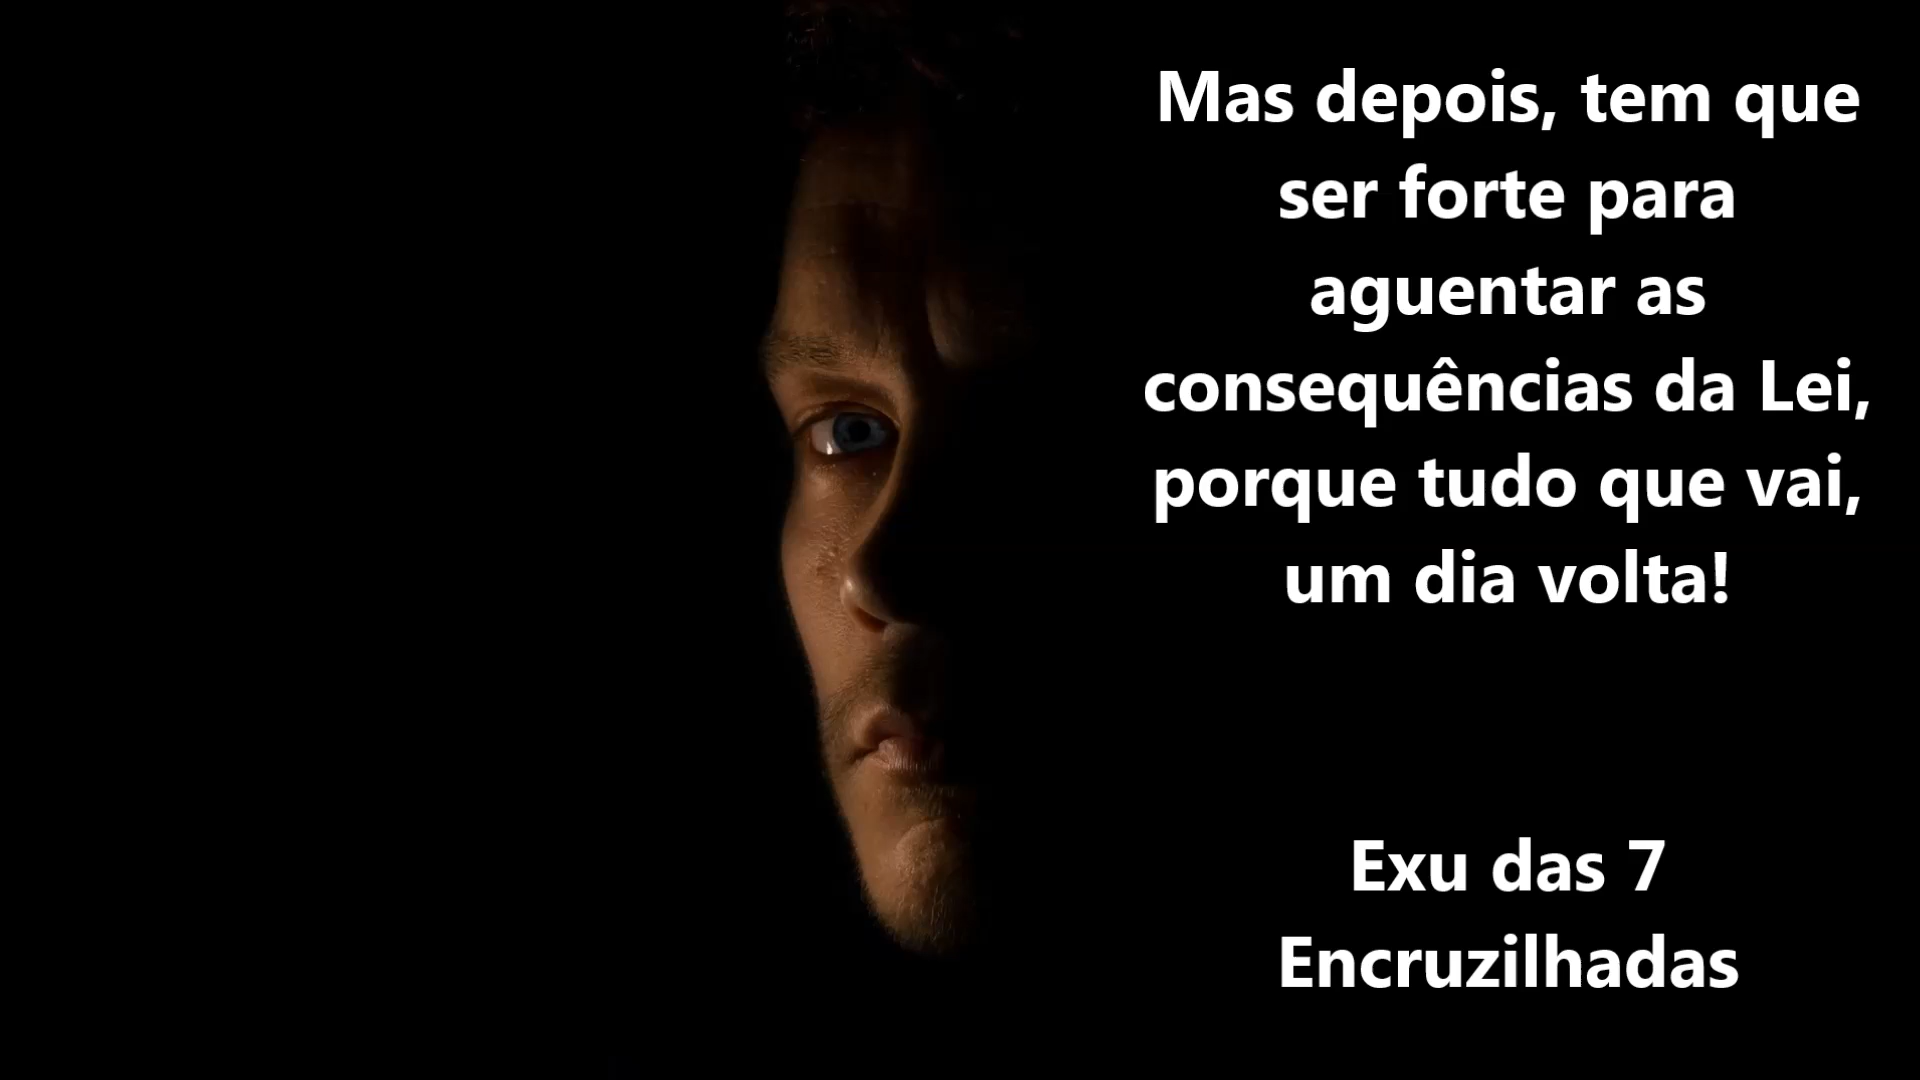 Mas depois, tem que
ser forte para
aguentar as
consequências da Lei,
porque tudo que vai,
um dia volta!
Exu das 7
Encruzilhadas